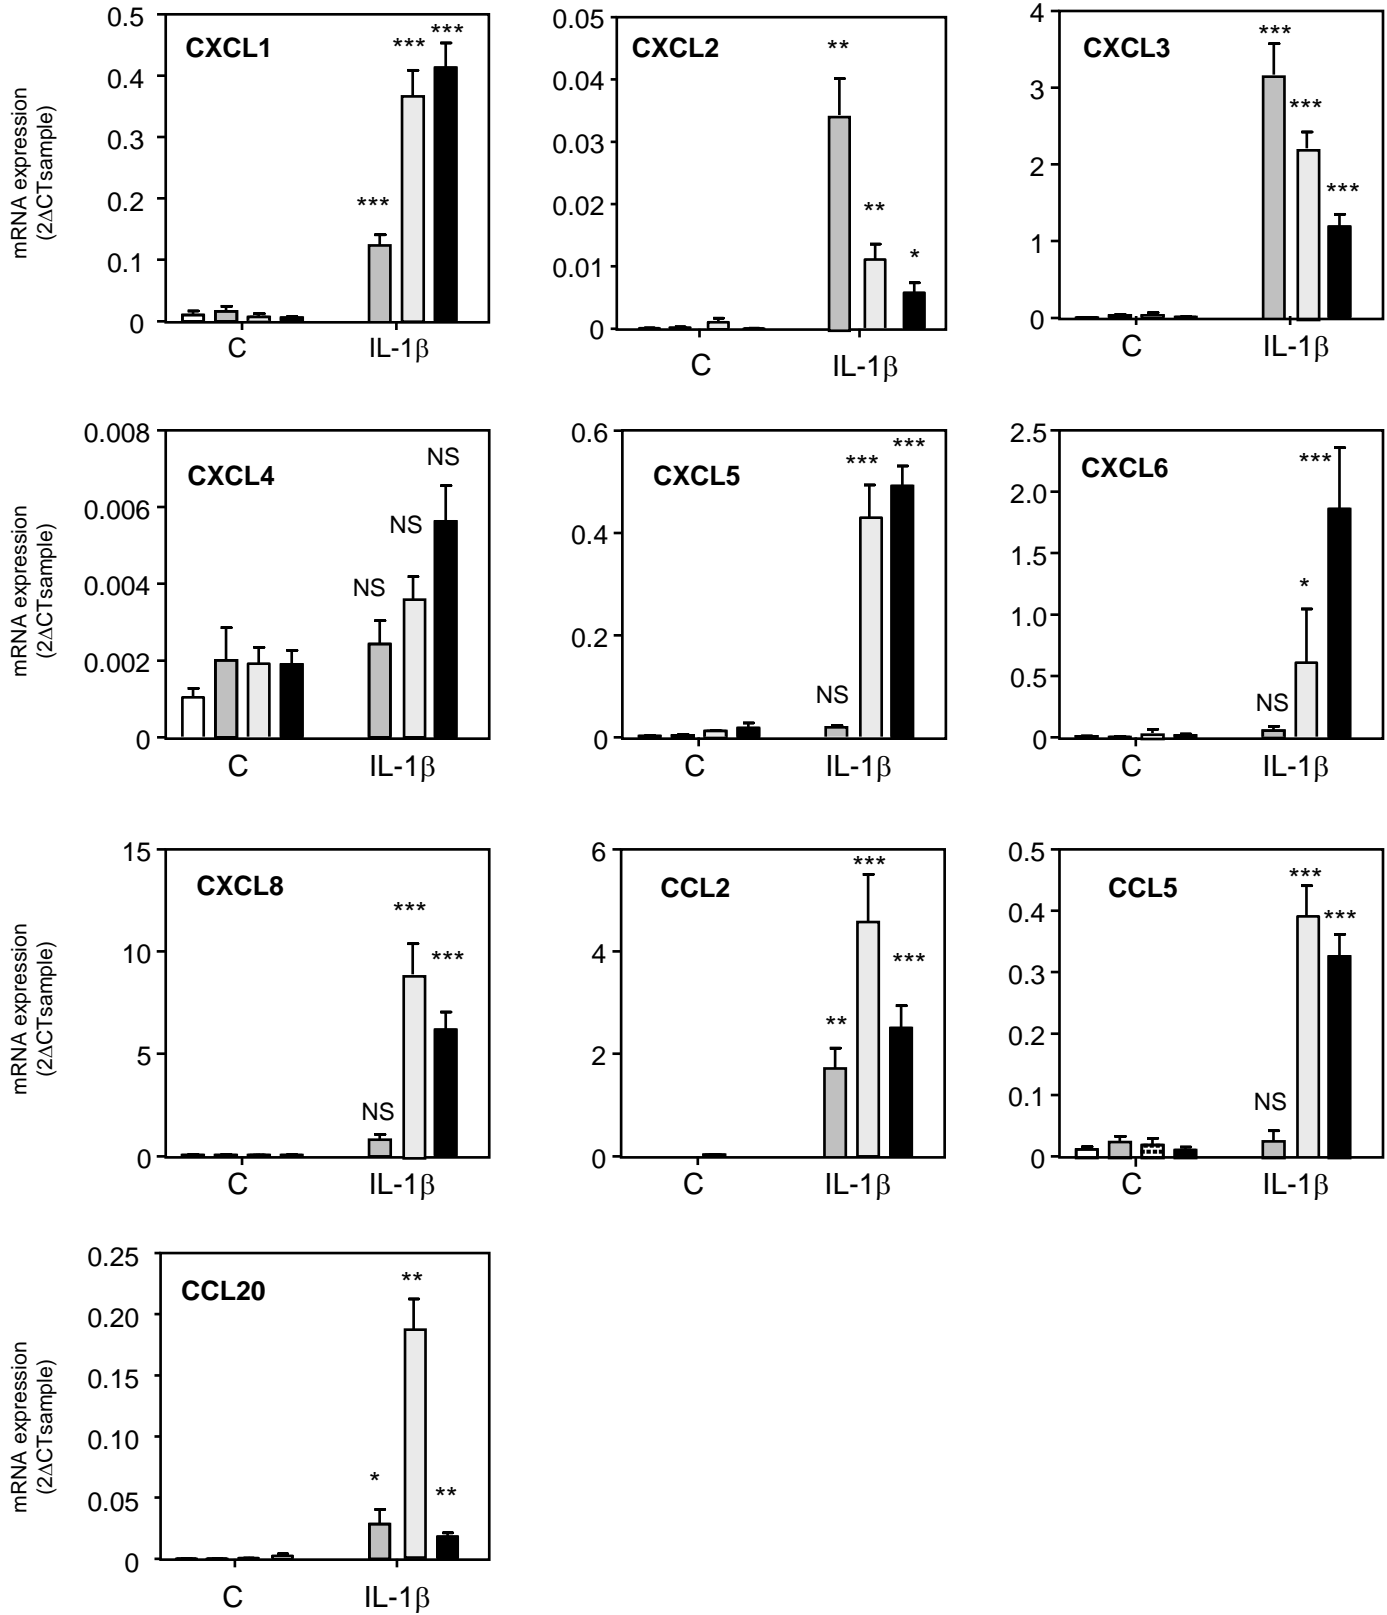 mRNA expression
(2ΔCTsample)
CXCL1
0.5
0.4
0.3
0.2
0.1
0
***
***
***
C
IL-1β
CXCL2
0.05
0.04
0.03
0.02
0.01
0
**
**
*
C
IL-1β
CXCL3
4
3
2
1
0
***
***
***
C
IL-1β
mRNA expression
(2ΔCTsample)
CXCL4
0.008
0.006
0.004
0.002
0
NS
NS
NS
C
IL-1β
CXCL5
0.6
0.4
0.2
0
NS
***
***
C
IL-1β
CXCL6
2.5
2.0
1.5
1.0
0.5
0
NS
*
***
C
IL-1β
mRNA expression
(2ΔCTsample)
CXCL8
15
10
5
0
NS
***
***
C
IL-1β
CCL2
6
4
2
0
**
***
***
C
IL-1β
CCL5
0.5
0.4
0.3
0.2
0.1
0
NS
***
***
C
IL-1β
mRNA expression
(2ΔCTsample)
CCL20
0.25
0.20
0.15
0.10
0.05
0
*
**
**
C
IL-1β